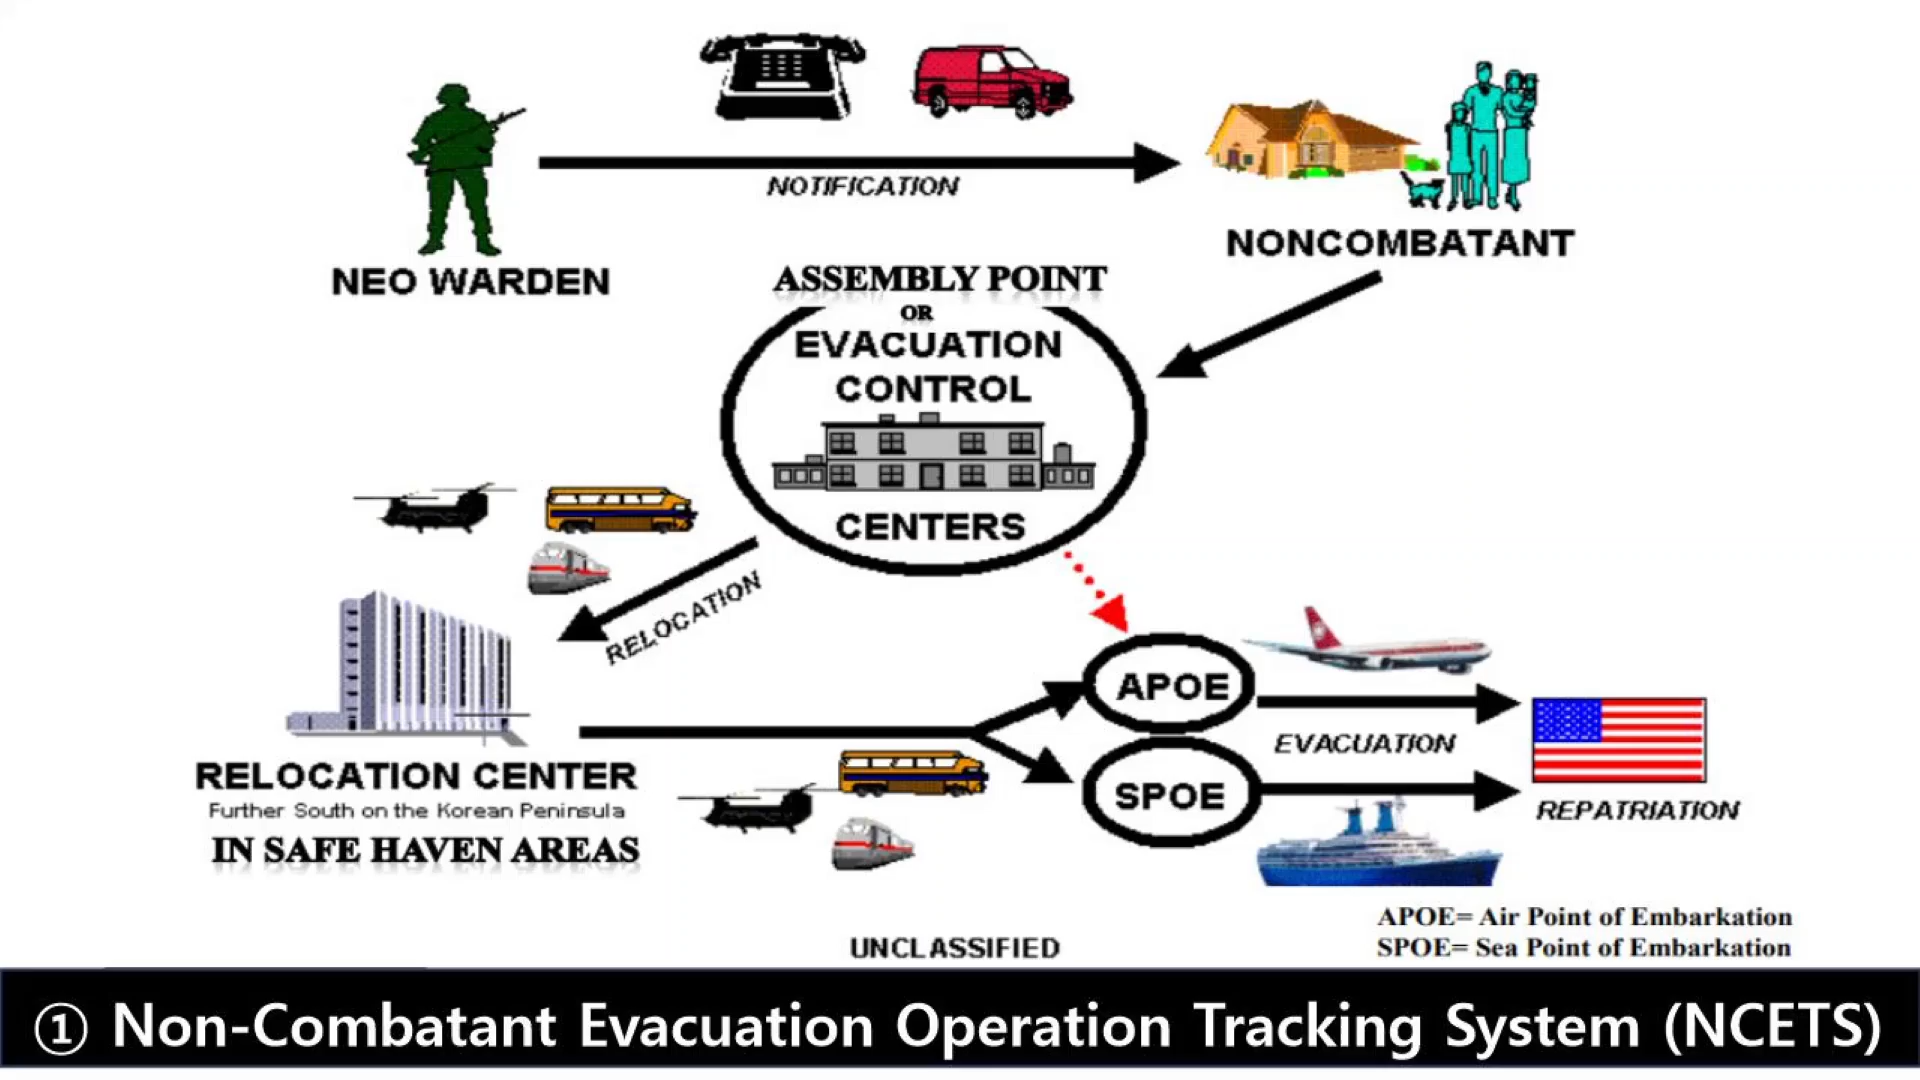 NOTIFICATION
NEO WARDEN
NONCOMBATANT
ASSEMBLY POINT
OR
EVACUATION
CONTROL
CENTERS
RELOCATION
RELOCATION CENTER
Further South on the Korean Peninsula
IN SAFE HAVEN AREAS
APOE
SPOE
EVACUATION
REPATRIATION
APOE= Air Point of Embarkation
SPOE= Sea Point of Embarkation
UNCLASSIFIED
① Non-Combatant Evacuation Operation Tracking System (NCETS)